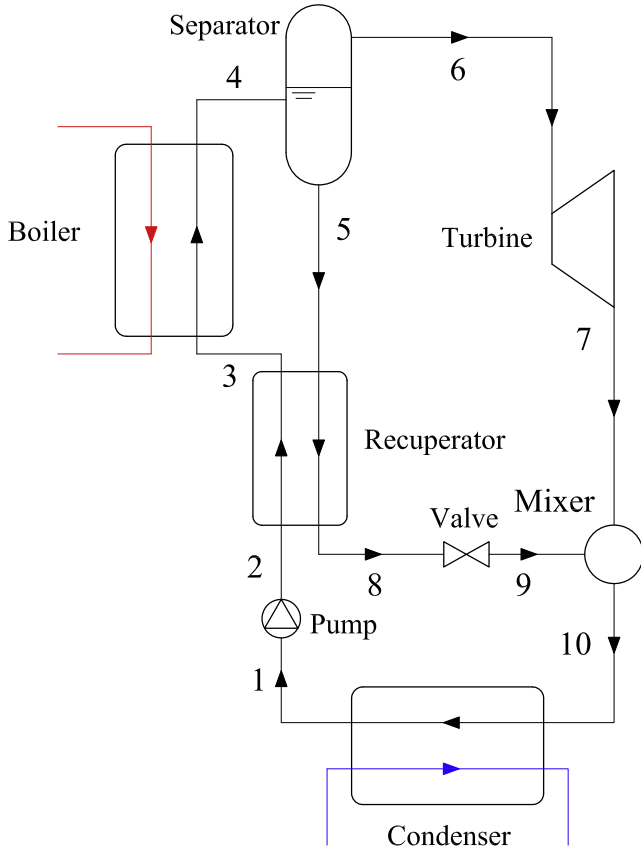 Separator
4
6
Boiler
5
Turbine
3
7
Recuperator
Mixer
Valve
2
8
9
Pump
10
1
Condenser